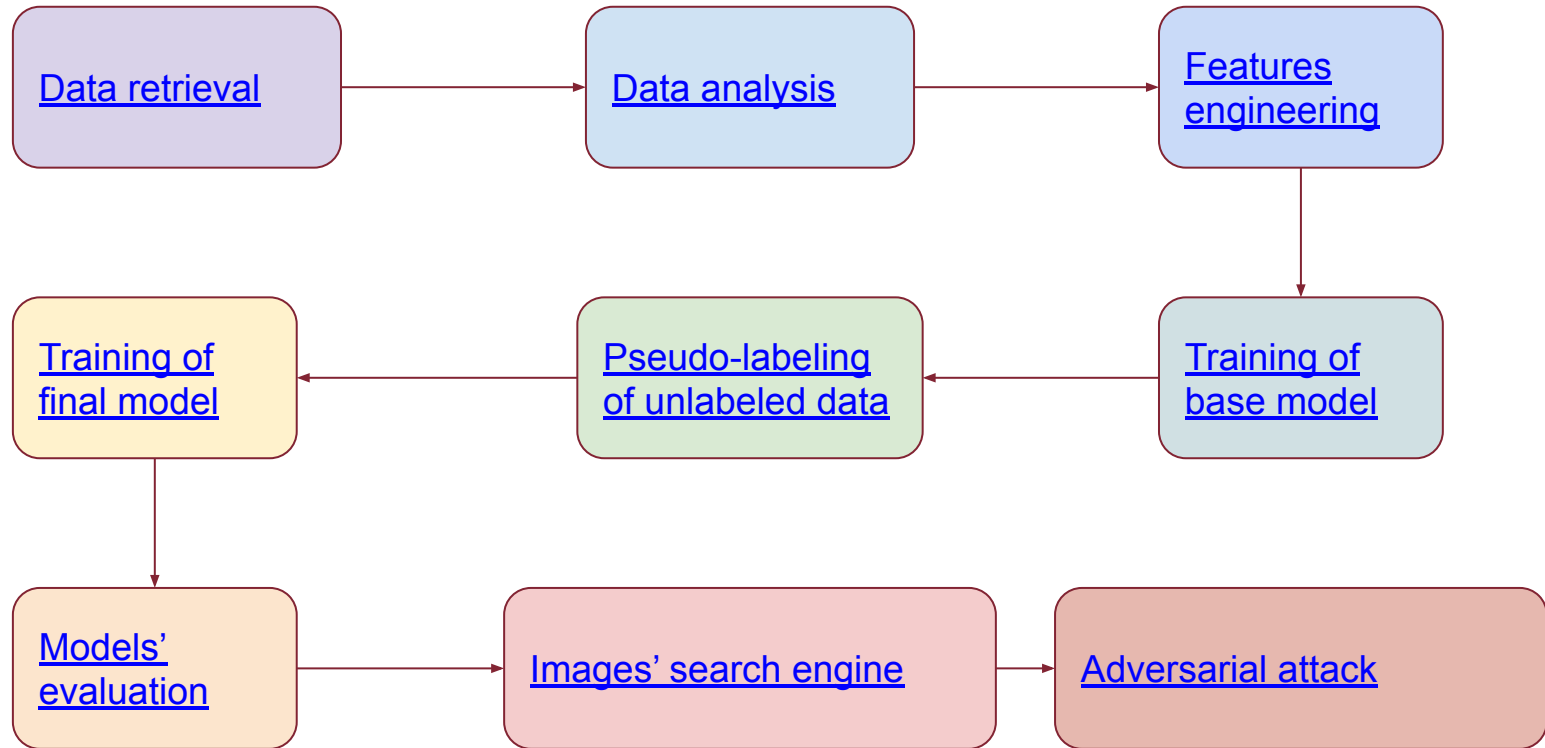 Data retrieval
Data analysis
Features
engineering
Training of
final model
Pseudo-labeling
of unlabeled data
Training of
base model
Models’
evaluation
Images’ search engine
Adversarial attack